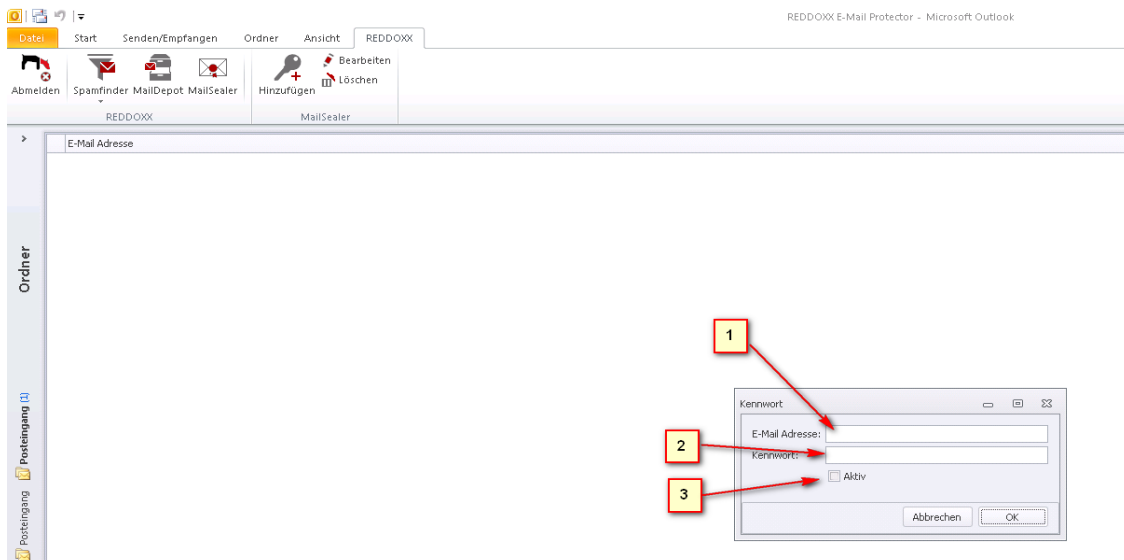 REDDOXX E-Mail Protector - Microsoft Outlook
Datei Start Senden/Empfangen Ordner Ansicht REDDOXX
Abmelden Spamfinder MailDepot MailSealer Hinzufügen Bearbeiten
Löschen
REDDOXX MailSealer
E-Mail Adresse
Ordner
Posteingang (1)
Posteingang
1
2
3
Kennwort
E-Mail Adresse:
Kennwort:
Aktiv
Abbrechen OK